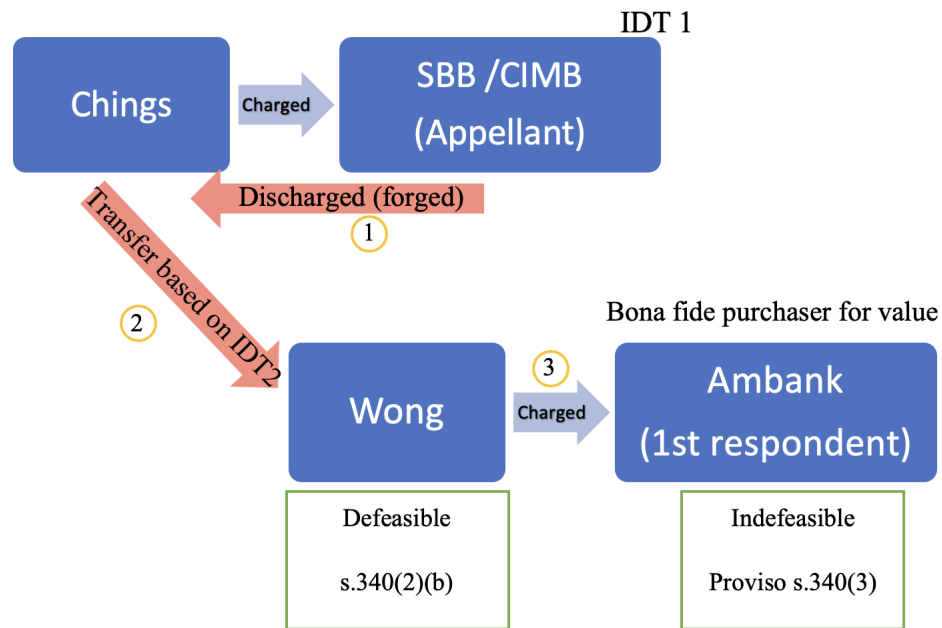 IDT 1
Chings
Charged
SBB /CIMB
(Appellant)
Discharged (forged)
1
Transfer based on IDT2
2
Bona fide purchaser for value
Wong
3
Charged
Ambank
(1st respondent)
Defeasible
s.340(2)(b)
Indefeasible
Proviso s.340(3)